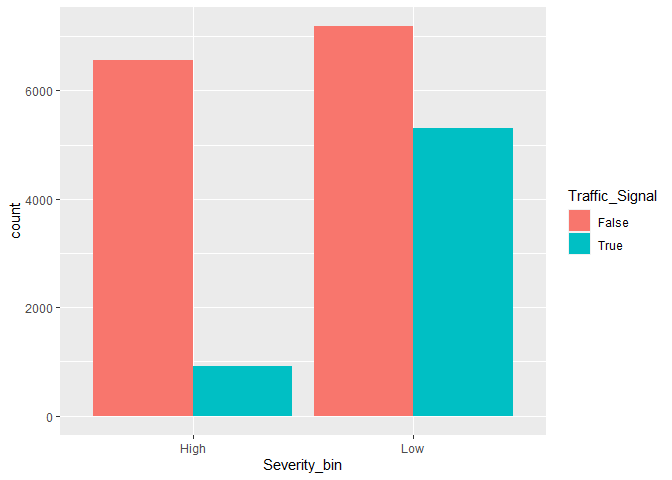 6000
4000
2000
0
count
High
Low
Severity_bin
Traffic_Signal
False
True